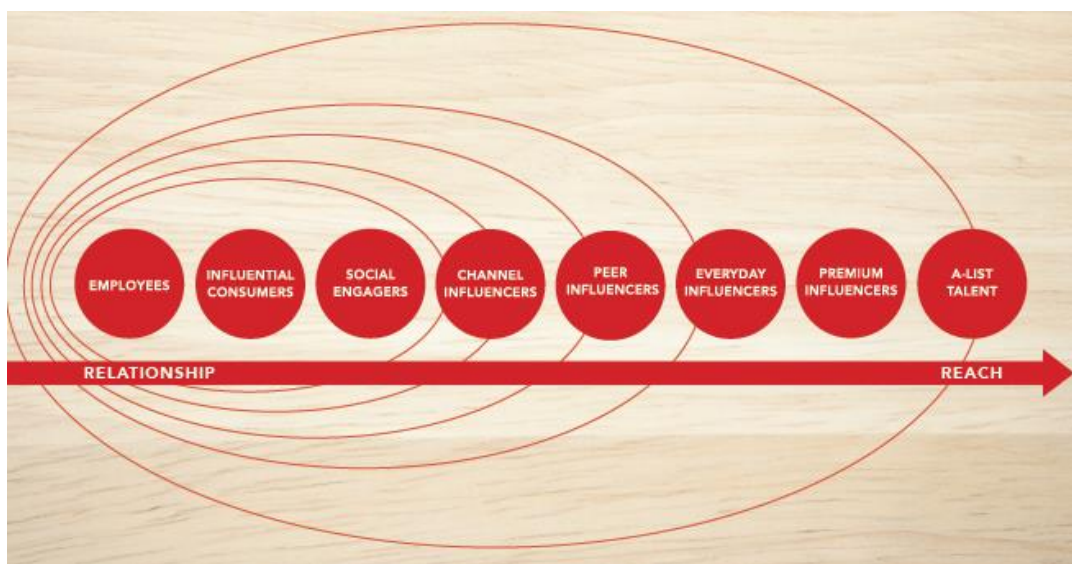 EMPLOYEES
INFLUENTIAL
CONSUMERS
SOCIAL
ENGAGERS
CHANNEL
INFLUENCERS
PEER
INFLUENCERS
EVERYDAY
INFLUENCERS
PREMIUM
INFLUENCERS
A-LIST
TALENT
RELATIONSHIP
REACH